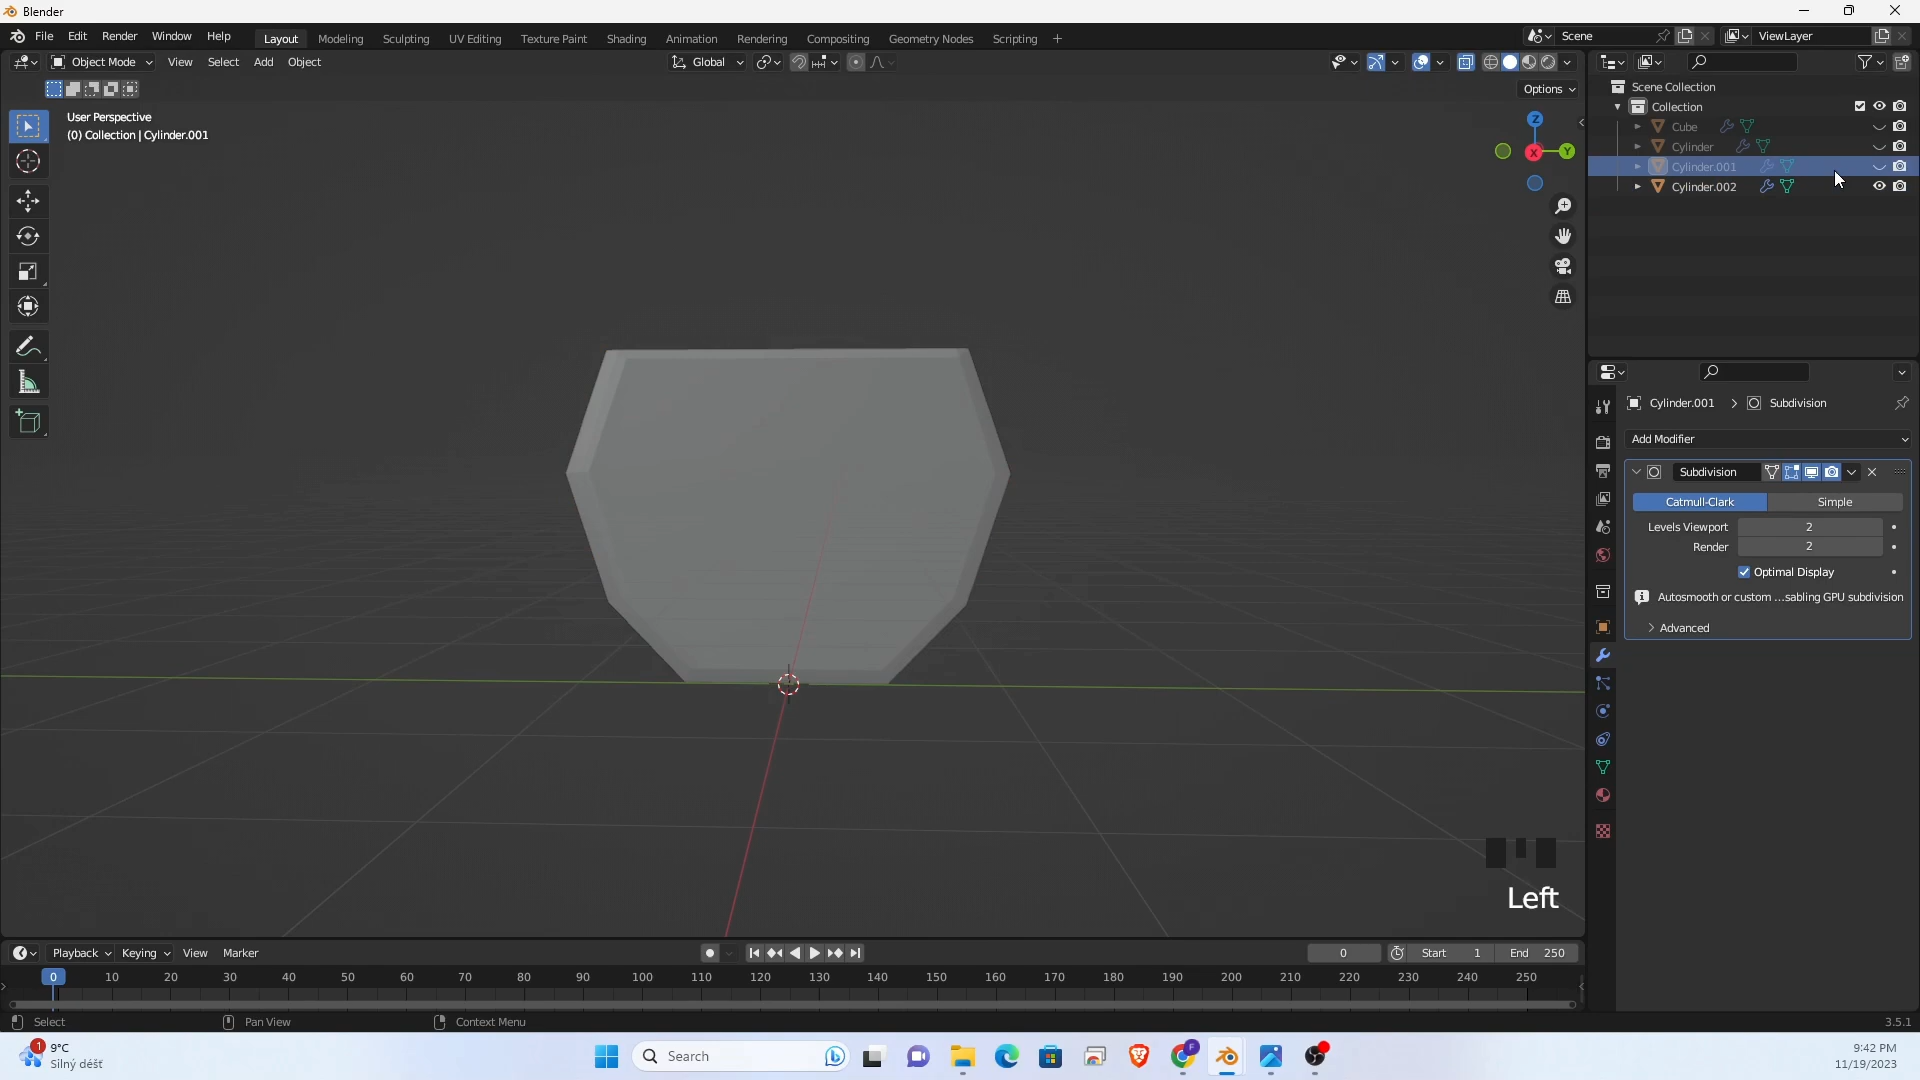 Blender
File Edit Render Window Help Layout Modeling Sculpting UV Editing Texture Paint Shading Animation Rendering Compositing Geometry Nodes Scripting + Scene ViewLayer
Object Mode View Select Add Object Global
Options
User Perspective
(0) Collection | Cylinder.001
Z
X
Y
Scene Collection
Collection
Cube
Cylinder
Cylinder.001
Cylinder.002
Cylinder.001 > Subdivision
Add Modifier
Subdivision
Catmull-Clark Simple
Levels Viewport 2
Render 2
Optimal Display
Autosmooth or custom ...sabling GPU subdivision
Advanced
Left
Playback Keying View Marker 0 Start 1 End 250
0 10 20 30 40 50 60 70 80 90 100 110 120 130 140 150 160 170 180 190 200 210 220 230 240 250
Select Pan View Context Menu 3.5.1
1
9°C
Silný déšť
Search
F
9:42 PM
11/19/2023